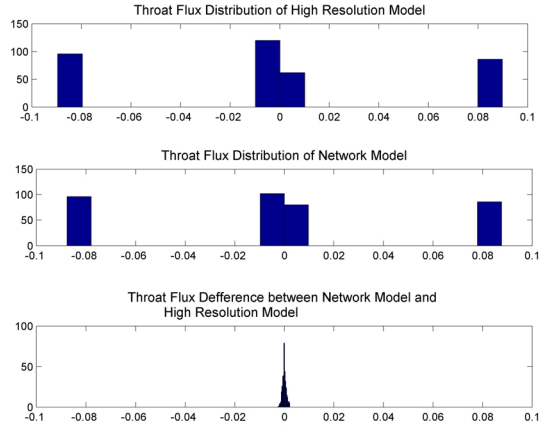 Throat Flux Distribution of High Resolution Model
150
100
50
0
-0.1 -0.08 -0.06 -0.04 -0.02 0 0.02 0.04 0.06 0.08 0.1
Throat Flux Distribution of Network Model
150
100
50
0
-0.1 -0.08 -0.06 -0.04 -0.02 0 0.02 0.04 0.06 0.08 0.1
Throat Flux Defference between Network Model and
High Resolution Model
100
50
0
-0.1 -0.08 -0.06 -0.04 -0.02 0 0.02 0.04 0.06 0.08 0.1